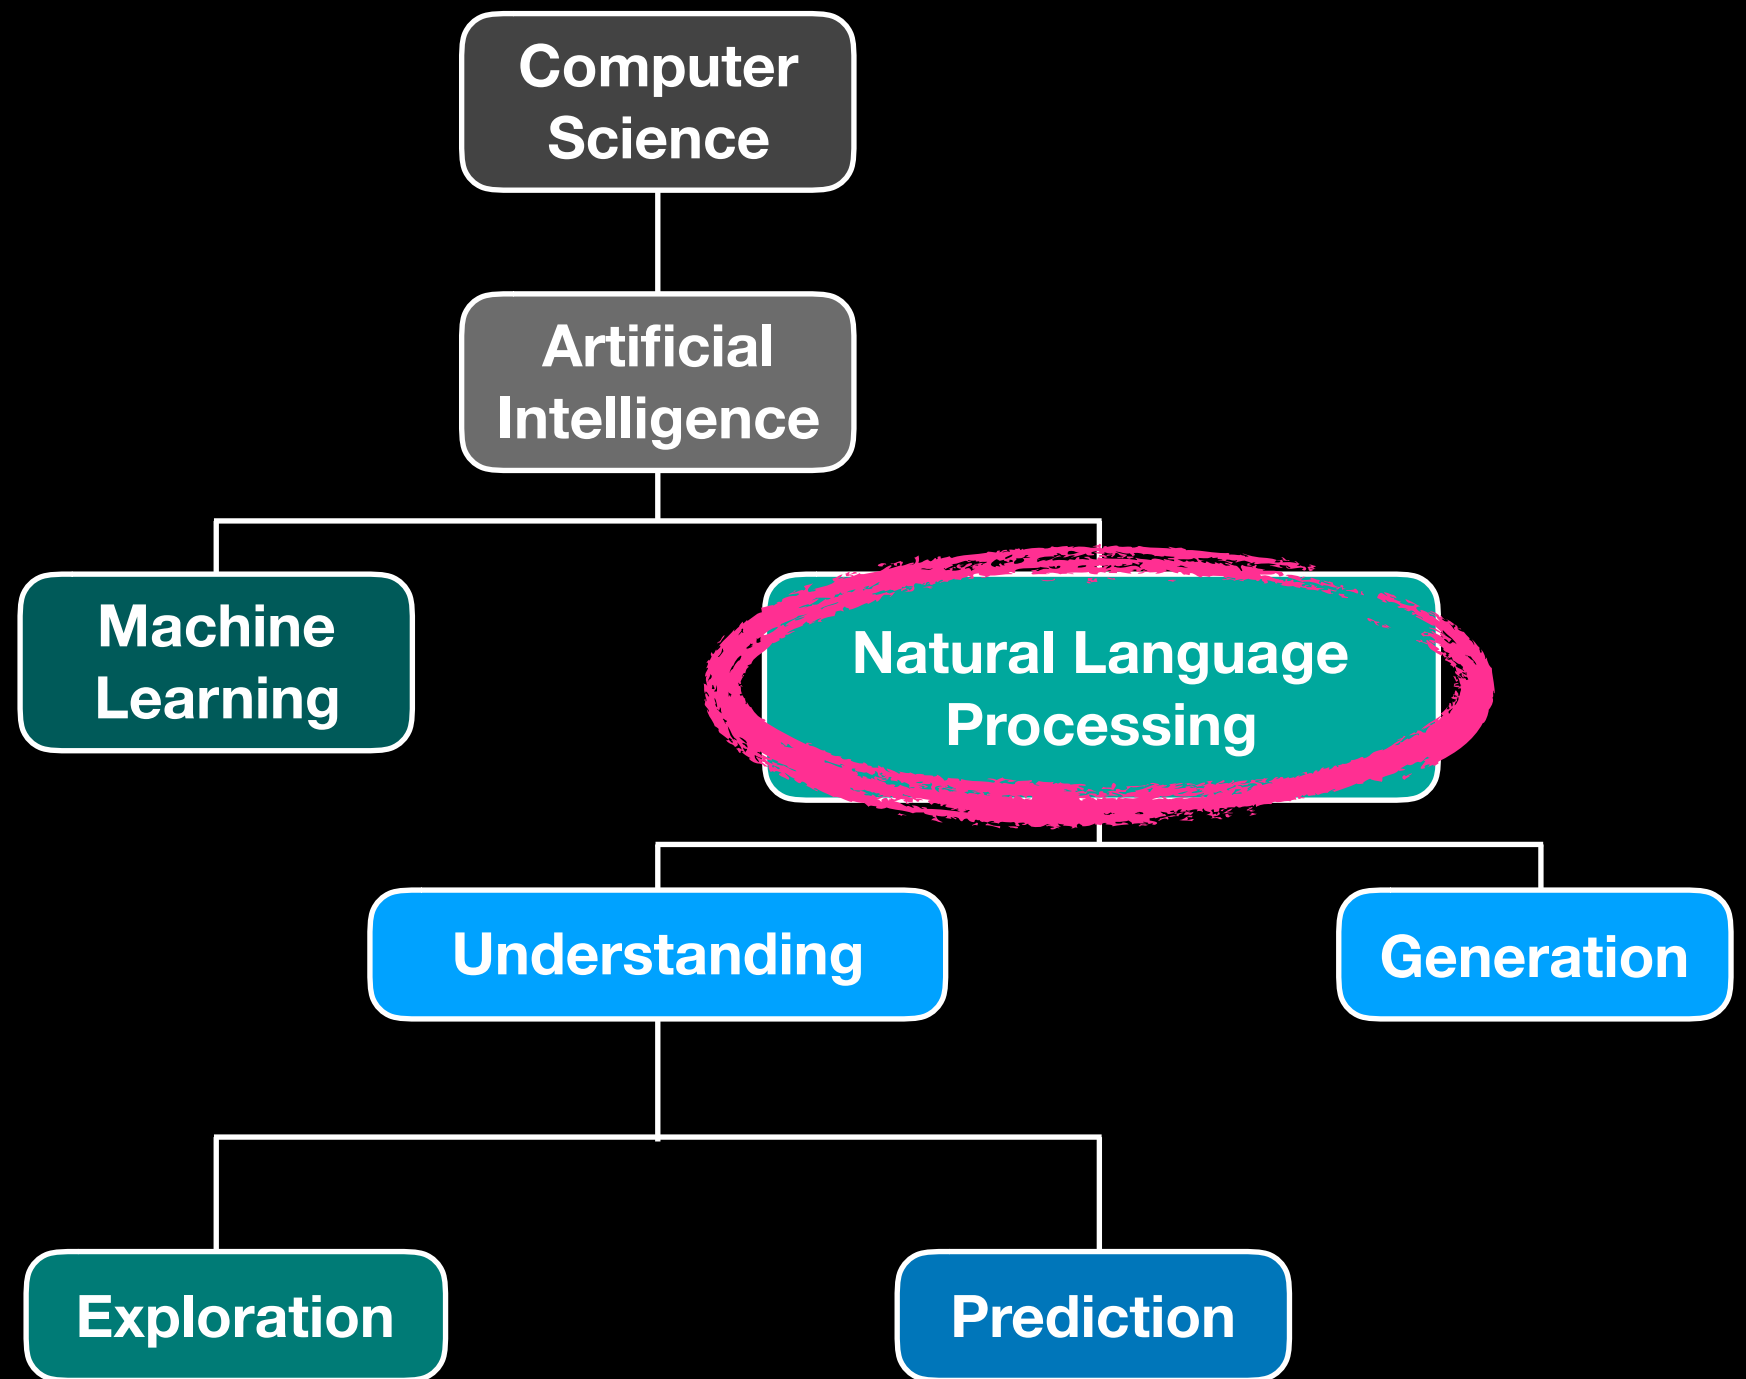 Computer
Science
Artificial
Intelligence
Machine
Learning
Natural Language
Processing
Understanding
Generation
Exploration
Prediction